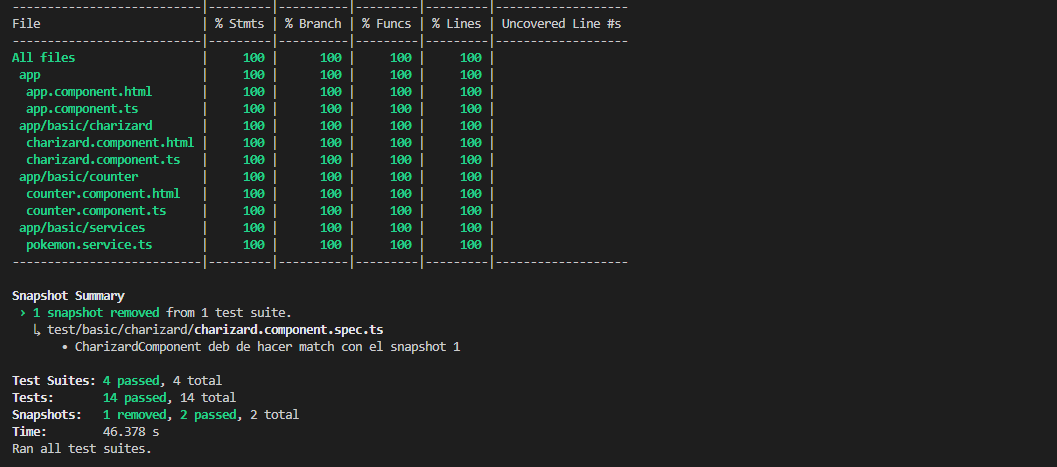 ---------------------------|---------|----------|---------|---------|-------------------
File                       | % Stmts | % Branch | % Funcs | % Lines | Uncovered Line #s
---------------------------|---------|----------|---------|---------|-------------------
All files                  |     100 |      100 |     100 |     100 |
 app                       |     100 |      100 |     100 |     100 |
  app.component.html       |     100 |      100 |     100 |     100 |
  app.component.ts         |     100 |      100 |     100 |     100 |
 app/basic/charizard       |     100 |      100 |     100 |     100 |
  charizard.component.html |     100 |      100 |     100 |     100 |
  charizard.component.ts   |     100 |      100 |     100 |     100 |
 app/basic/counter         |     100 |      100 |     100 |     100 |
  counter.component.html   |     100 |      100 |     100 |     100 |
  counter.component.ts     |     100 |      100 |     100 |     100 |
 app/basic/services        |     100 |      100 |     100 |     100 |
  pokemon.service.ts       |     100 |      100 |     100 |     100 |
---------------------------|---------|----------|---------|---------|-------------------
Snapshot Summary
 › 1 snapshot removed from 1 test suite.
   ↳ test/basic/charizard/charizard.component.spec.ts
       • CharizardComponent deb de hacer match con el snapshot 1
Test Suites: 4 passed, 4 total
Tests:       14 passed, 14 total
Snapshots:   1 removed, 2 passed, 2 total
Time:        46.378 s
Ran all test suites.